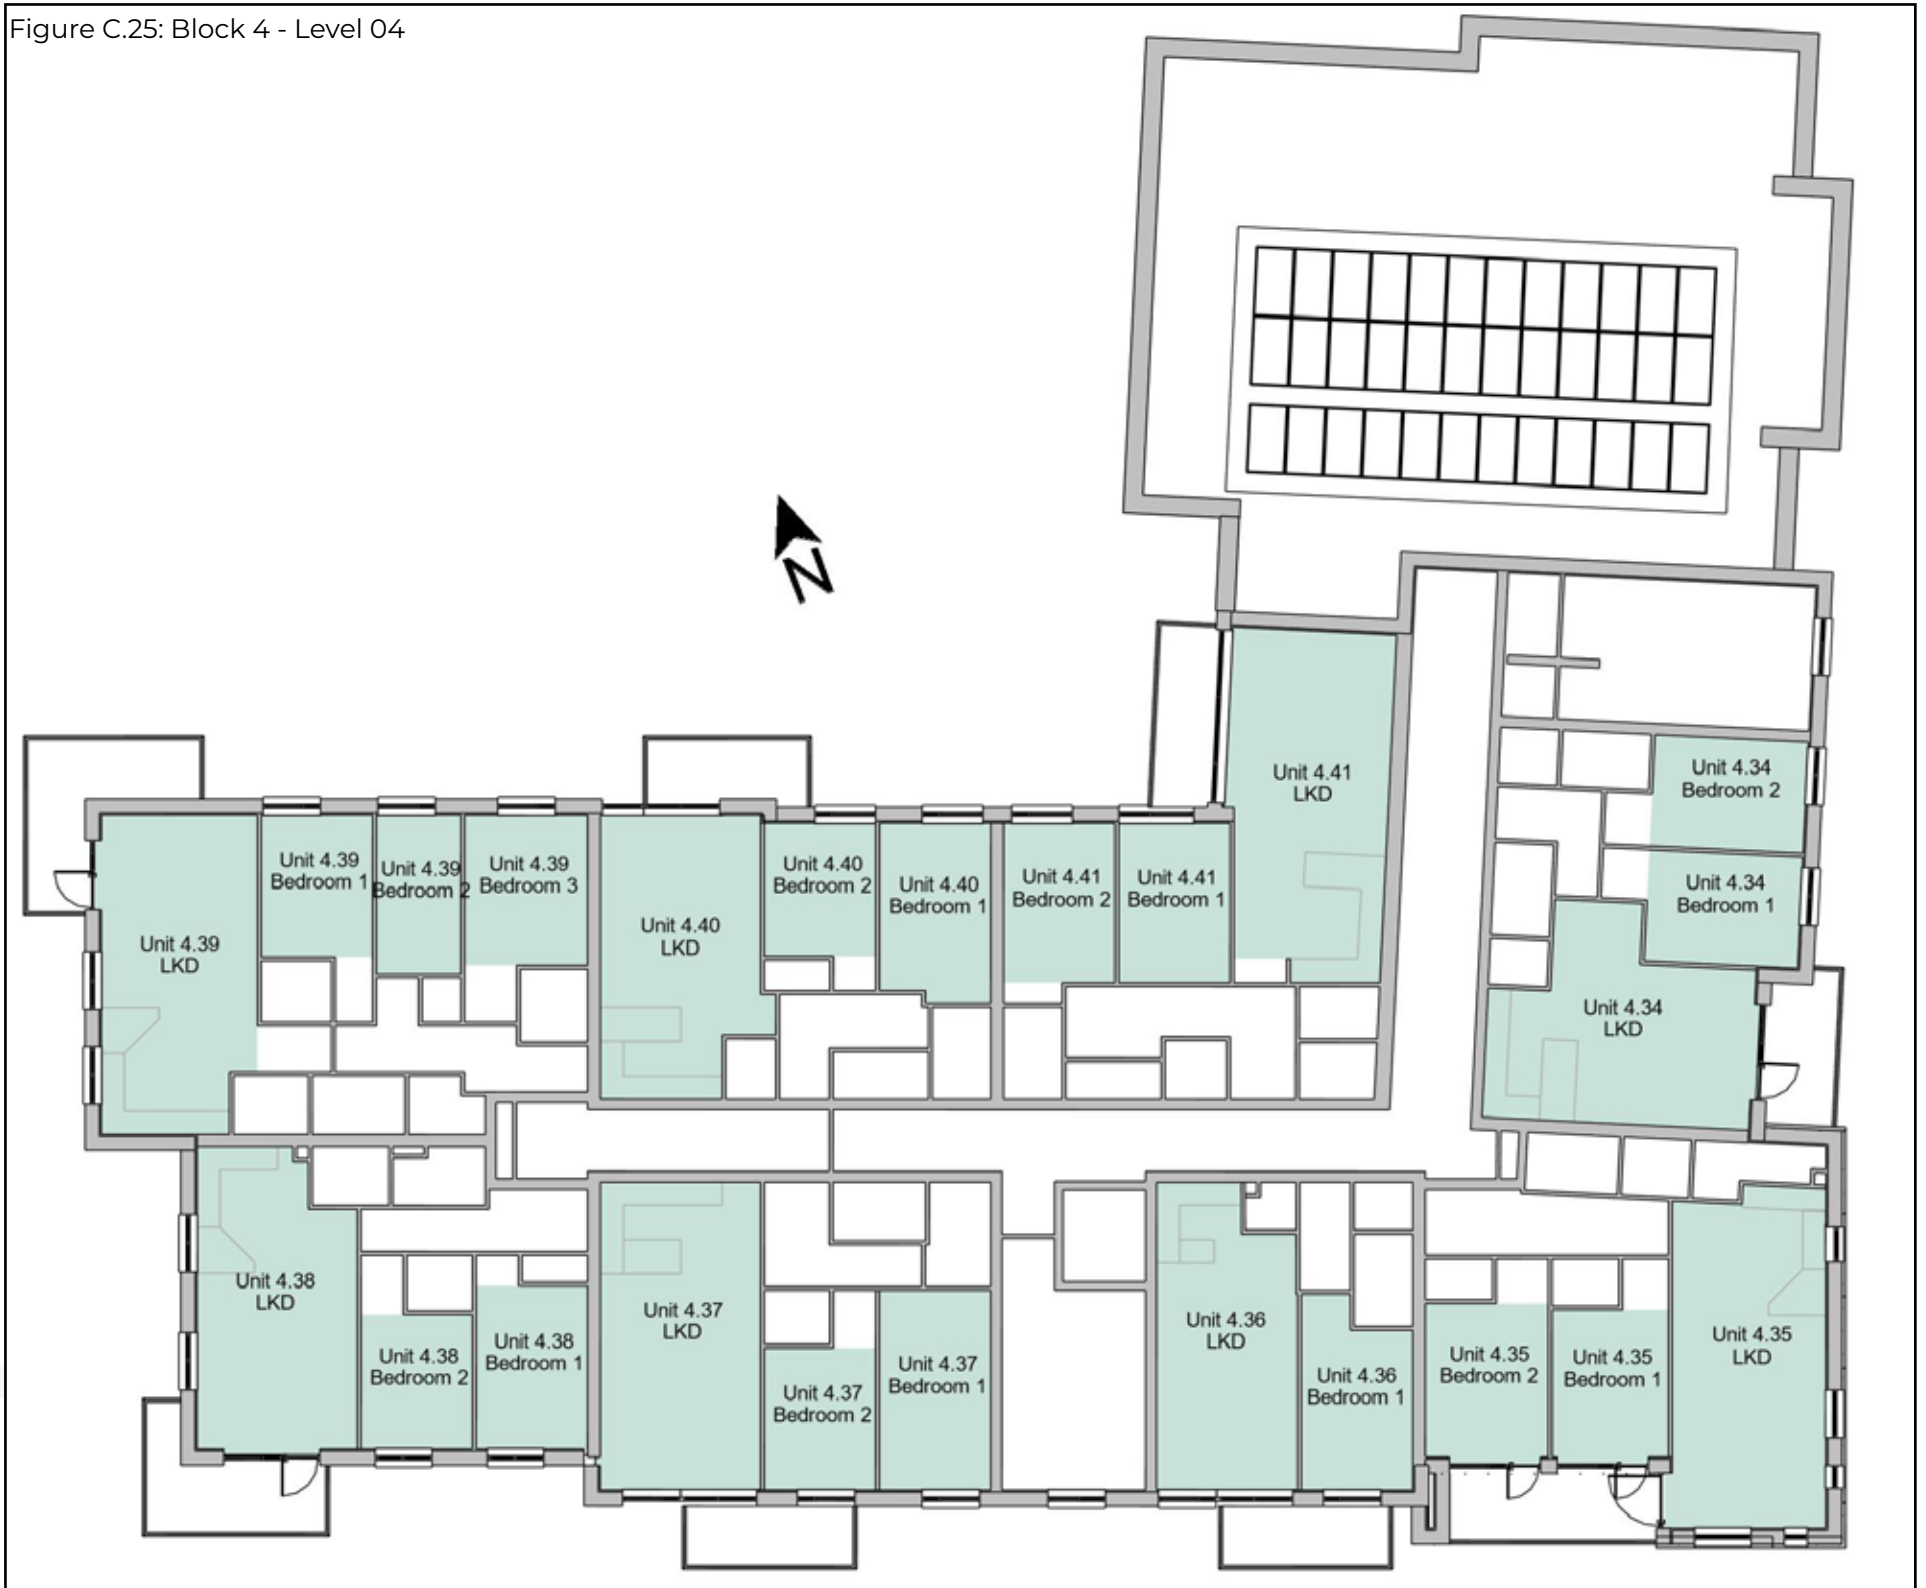 Figure C.25: Block 4 - Level 04
N
Unit 4.41
LKD
Unit 4.34
Bedroom 2
Unit 4.34
Bedroom 1
Unit 4.39
Bedroom 1
Unit 4.39
Bedroom 2
Unit 4.39
Bedroom 3
Unit 4.40
Bedroom 2
Unit 4.40
Bedroom 1
Unit 4.41
Bedroom 2
Unit 4.41
Bedroom 1
Unit 4.39
LKD
Unit 4.40
LKD
Unit 4.34
LKD
Unit 4.38
LKD
Unit 4.38
Bedroom 2
Unit 4.38
Bedroom 1
Unit 4.37
LKD
Unit 4.37
Bedroom 2
Unit 4.37
Bedroom 1
Unit 4.36
LKD
Unit 4.36
Bedroom 1
Unit 4.35
Bedroom 2
Unit 4.35
Bedroom 1
Unit 4.35
LKD